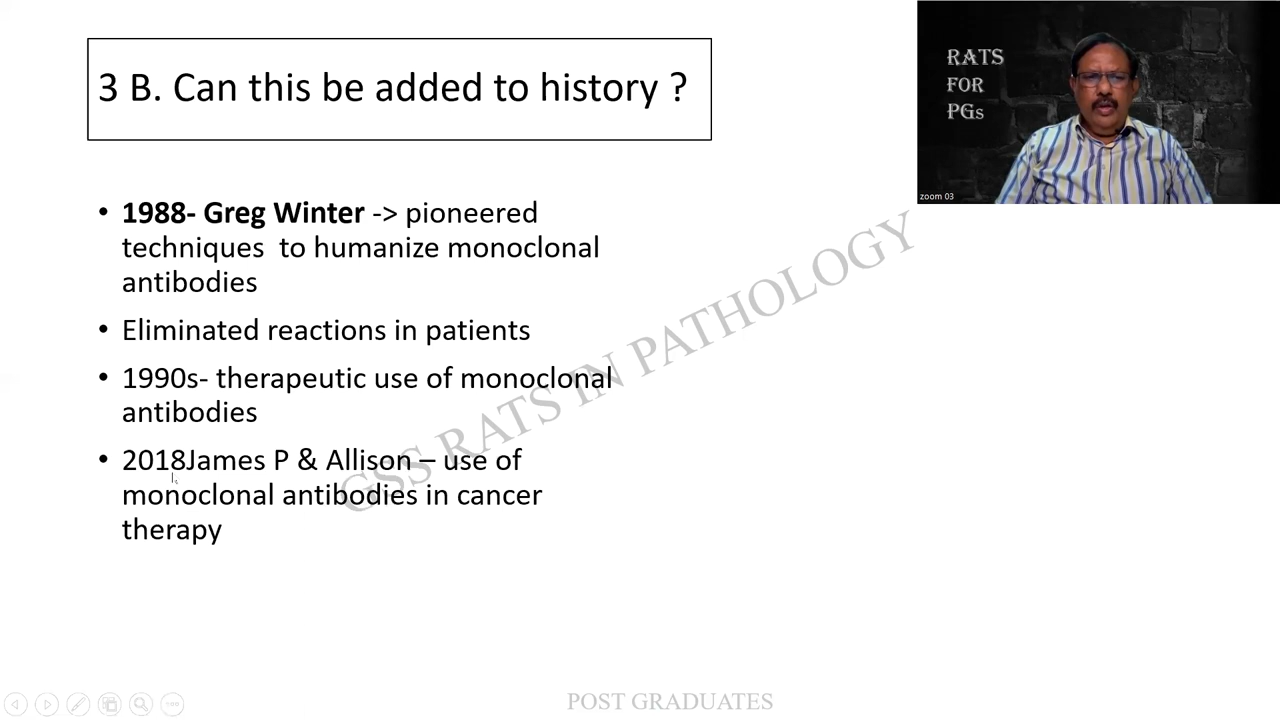 3 B. Can this be added to history ?
• 1988- Greg Winter -> pioneered
techniques to humanize monoclonal
antibodies
• Eliminated reactions in patients
• 1990s- therapeutic use of monoclonal
antibodies
• 2018James P & Allison – use of
monoclonal antibodies in cancer
therapy
GSS RATS IN PATHOLOGY
POST GRADUATES
RATS
FOR
PGs
zoom 03